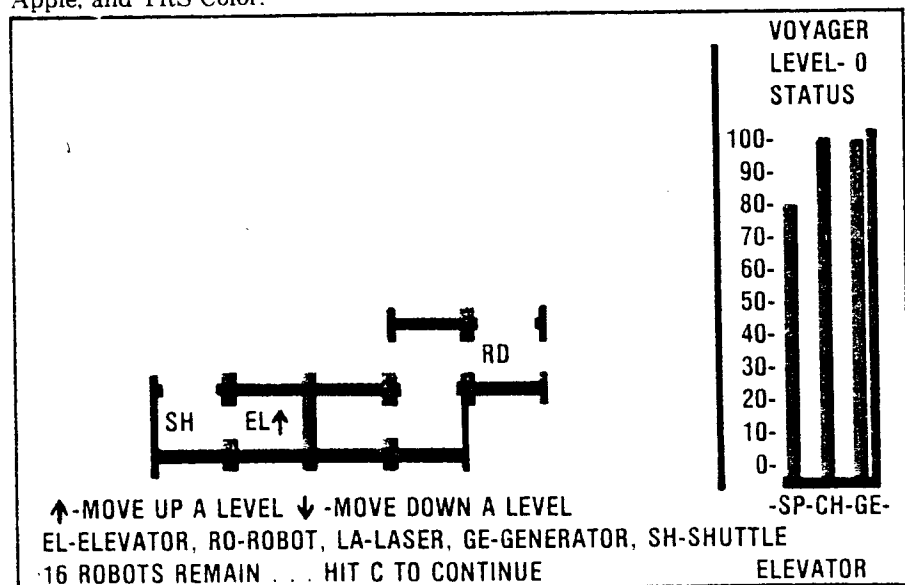 Apple, and TRS Color.
VOYAGER
LEVEL- 0
STATUS
100-
90-
80-
70-
60-
50-
40-
30-
20-
10-
0-
-SP-CH-GE-
RD
SH EL↑
↑-MOVE UP A LEVEL ↓-MOVE DOWN A LEVEL
EL-ELEVATOR, RO-ROBOT, LA-LASER, GE-GENERATOR, SH-SHUTTLE
16 ROBOTS REMAIN . . . HIT C TO CONTINUE ELEVATOR